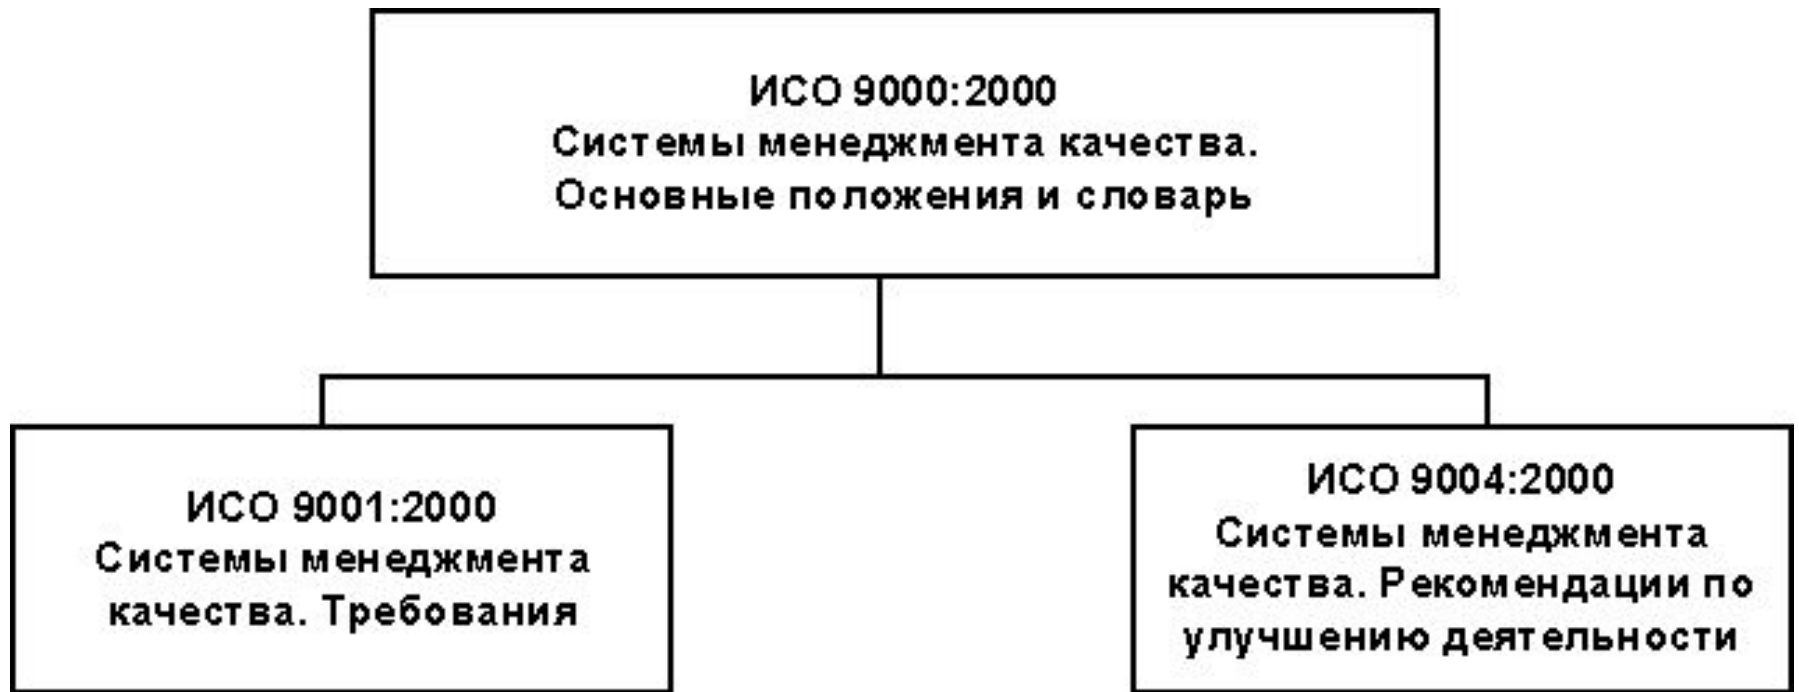 ИСО 9000:2000
Системы менеджмента качества.
Основные положения и словарь
ИСО 9001:2000
Системы менеджмента
качества. Требования
ИСО 9004:2000
Системы менеджмента
качества. Рекомендации по
улучшению деятельности